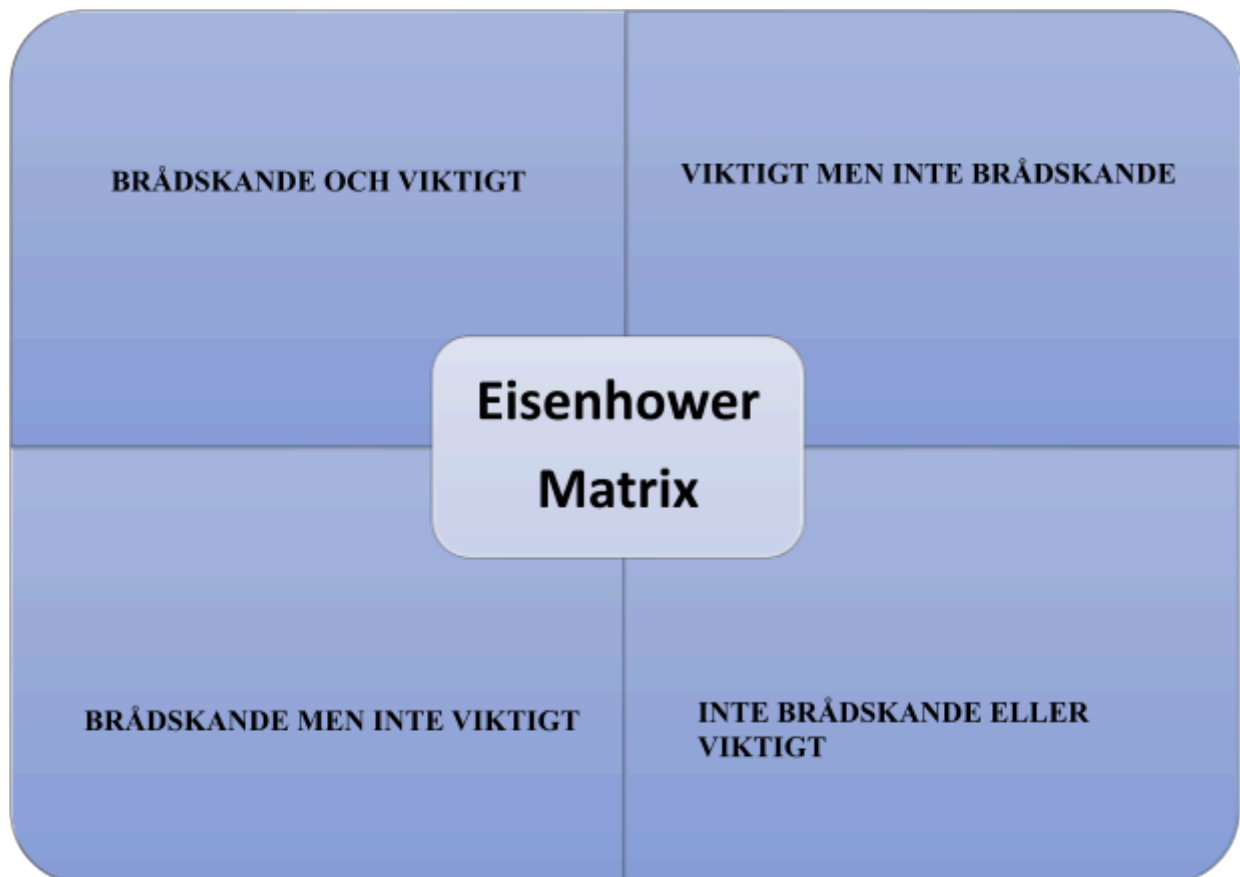 BRÅDSKANDE OCH VIKTIGT
VIKTIGT MEN INTE BRÅDSKANDE
Eisenhower
Matrix
BRÅDSKANDE MEN INTE VIKTIGT
INTE BRÅDSKANDE ELLER
VIKTIGT